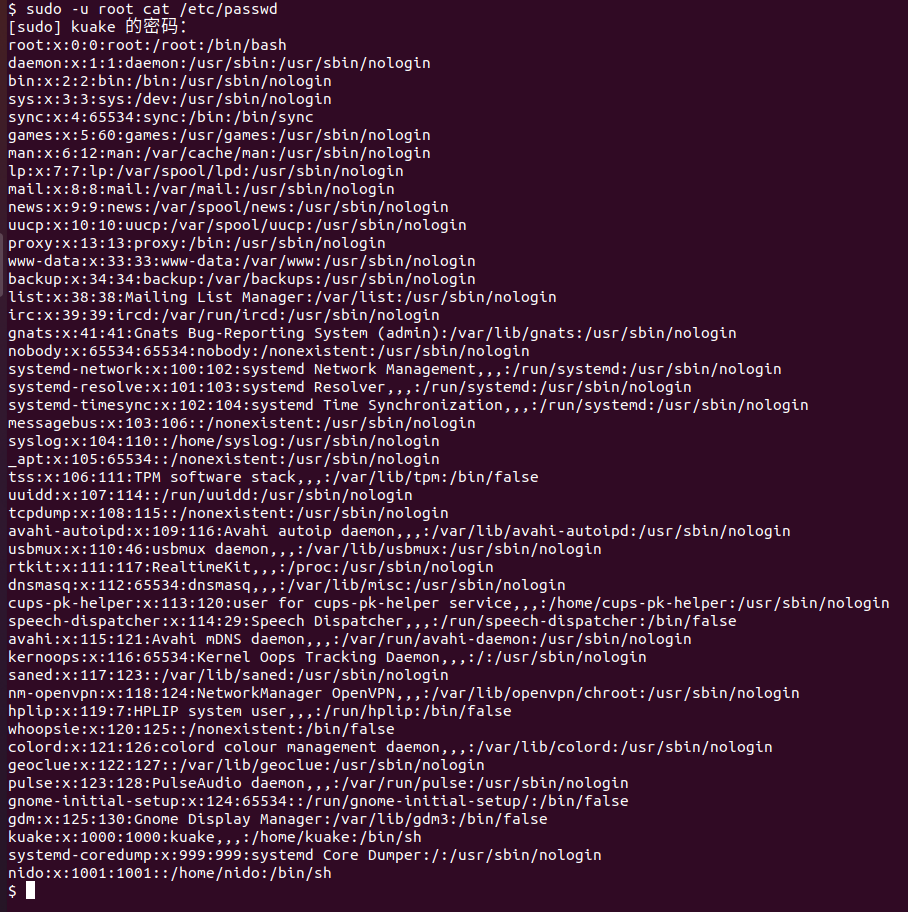 $ sudo -u root cat /etc/passwd
[sudo] kuake 的密码：
root:x:0:0:root:/root:/bin/bash
daemon:x:1:1:daemon:/usr/sbin:/usr/sbin/nologin
bin:x:2:2:bin:/bin:/usr/sbin/nologin
sys:x:3:3:sys:/dev:/usr/sbin/nologin
sync:x:4:65534:sync:/bin:/bin/sync
games:x:5:60:games:/usr/games:/usr/sbin/nologin
man:x:6:12:man:/var/cache/man:/usr/sbin/nologin
lp:x:7:7:lp:/var/spool/lpd:/usr/sbin/nologin
mail:x:8:8:mail:/var/mail:/usr/sbin/nologin
news:x:9:9:news:/var/spool/news:/usr/sbin/nologin
uucp:x:10:10:uucp:/var/spool/uucp:/usr/sbin/nologin
proxy:x:13:13:proxy:/bin:/usr/sbin/nologin
www-data:x:33:33:www-data:/var/www:/usr/sbin/nologin
backup:x:34:34:backup:/var/backups:/usr/sbin/nologin
list:x:38:38:Mailing List Manager:/var/list:/usr/sbin/nologin
irc:x:39:39:ircd:/var/run/ircd:/usr/sbin/nologin
gnats:x:41:41:Gnats Bug-Reporting System (admin):/var/lib/gnats:/usr/sbin/nologin
nobody:x:65534:65534:nobody:/nonexistent:/usr/sbin/nologin
systemd-network:x:100:102:systemd Network Management,,,:/run/systemd:/usr/sbin/nologin
systemd-resolve:x:101:103:systemd Resolver,,,:/run/systemd:/usr/sbin/nologin
systemd-timesync:x:102:104:systemd Time Synchronization,,,:/run/systemd:/usr/sbin/nologin
messagebus:x:103:106::/nonexistent:/usr/sbin/nologin
syslog:x:104:110::/home/syslog:/usr/sbin/nologin
_apt:x:105:65534::/nonexistent:/usr/sbin/nologin
tss:x:106:111:TPM software stack,,,:/var/lib/tpm:/bin/false
uuidd:x:107:114::/run/uuidd:/usr/sbin/nologin
tcpdump:x:108:115::/nonexistent:/usr/sbin/nologin
avahi-autoipd:x:109:116:Avahi autoip daemon,,,:/var/lib/avahi-autoipd:/usr/sbin/nologin
usbmux:x:110:46:usbmux daemon,,,:/var/lib/usbmux:/usr/sbin/nologin
rtkit:x:111:117:RealtimeKit,,,:/proc:/usr/sbin/nologin
dnsmasq:x:112:65534:dnsmasq,,,:/var/lib/misc:/usr/sbin/nologin
cups-pk-helper:x:113:120:user for cups-pk-helper service,,,:/home/cups-pk-helper:/usr/sbin/nologin
speech-dispatcher:x:114:29:Speech Dispatcher,,,:/run/speech-dispatcher:/bin/false
avahi:x:115:121:Avahi mDNS daemon,,,:/var/run/avahi-daemon:/usr/sbin/nologin
kernoops:x:116:65534:Kernel Oops Tracking Daemon,,,:/:/usr/sbin/nologin
saned:x:117:123::/var/lib/saned:/usr/sbin/nologin
nm-openvpn:x:118:124:NetworkManager OpenVPN,,,:/var/lib/openvpn/chroot:/usr/sbin/nologin
hplip:x:119:7:HPLIP system user,,,:/run/hplip:/bin/false
whoopsie:x:120:125::/nonexistent:/bin/false
colord:x:121:126:colord colour management daemon,,,:/var/lib/colord:/usr/sbin/nologin
geoclue:x:122:127::/var/lib/geoclue:/usr/sbin/nologin
pulse:x:123:128:PulseAudio daemon,,,:/var/run/pulse:/usr/sbin/nologin
gnome-initial-setup:x:124:65534::/run/gnome-initial-setup/:/bin/false
gdm:x:125:130:Gnome Display Manager:/var/lib/gdm3:/bin/false
kuake:x:1000:1000:kuake,,,:/home/kuake:/bin/sh
systemd-coredump:x:999:999:systemd Core Dumper:/:/usr/sbin/nologin
nido:x:1001:1001::/home/nido:/bin/sh
$